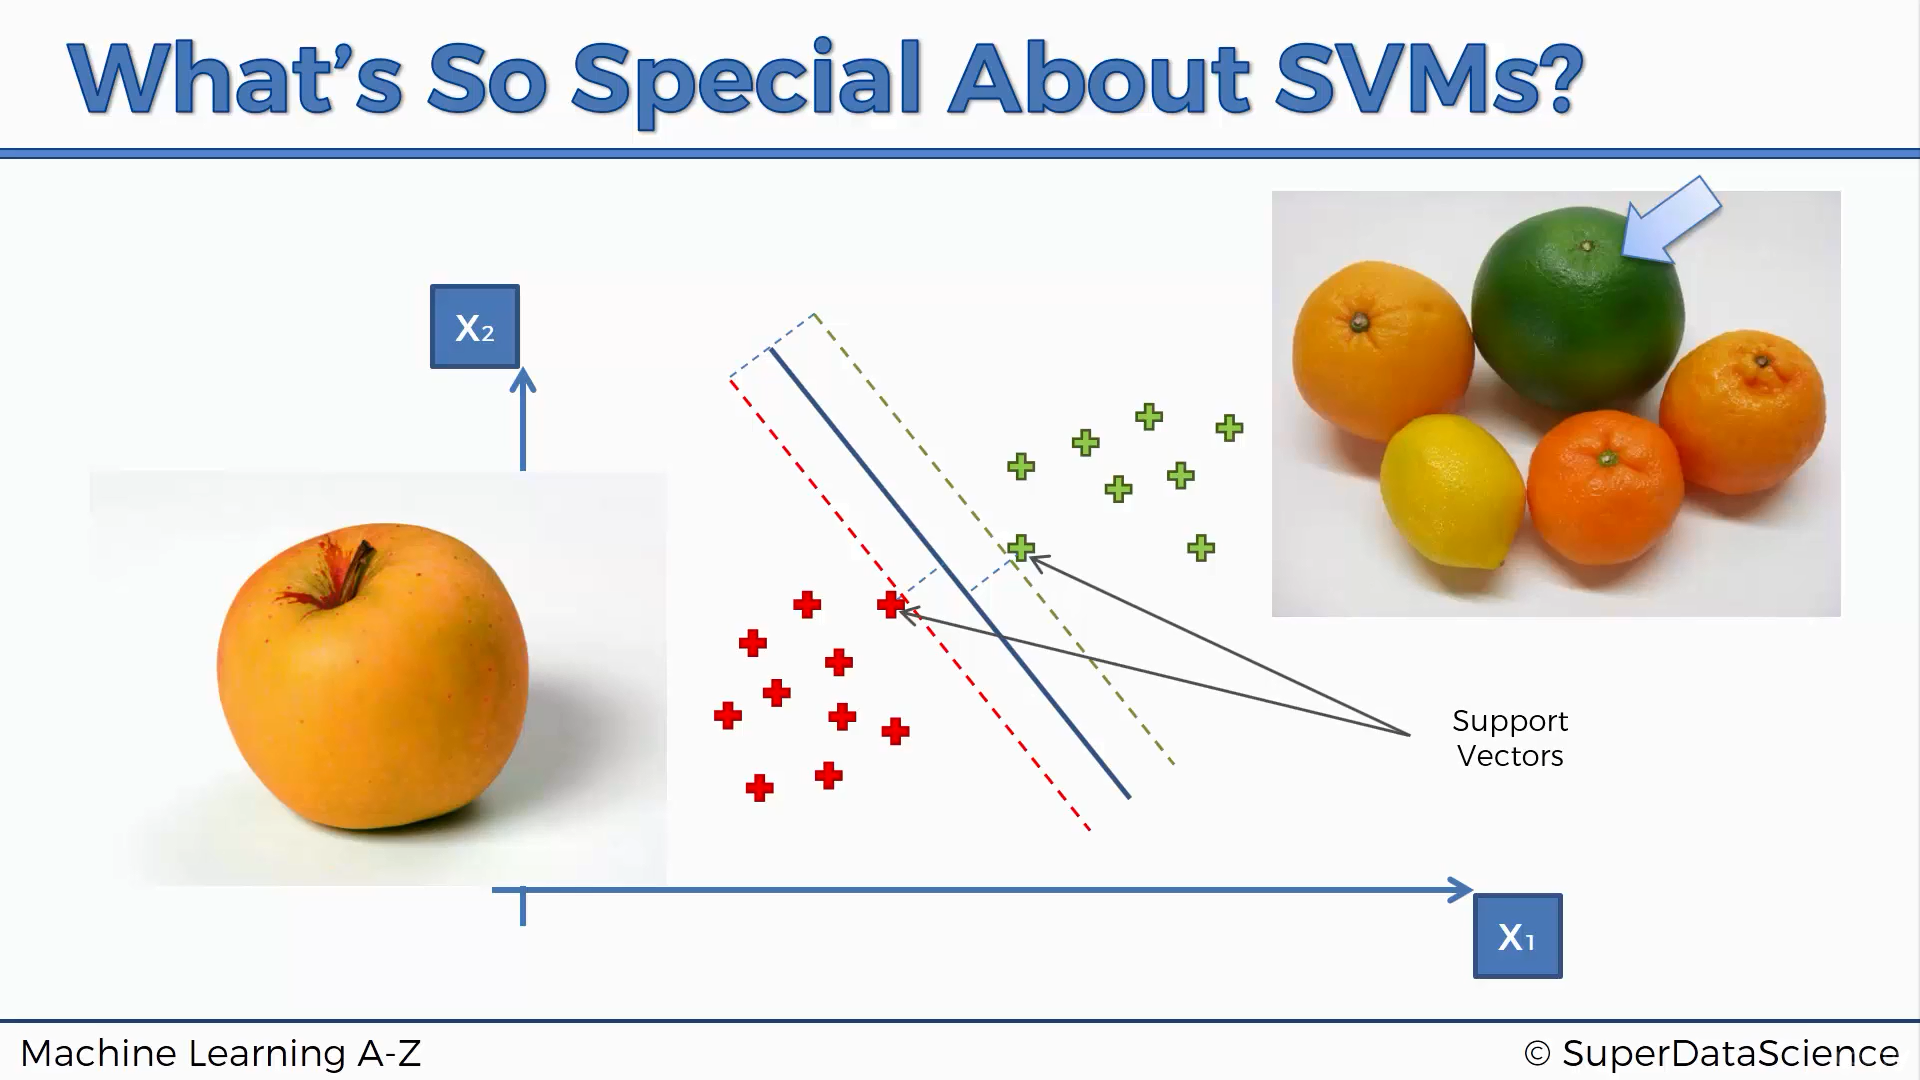 What's So Special About SVMs?
X₂
Support
Vectors
X₁
Machine Learning A-Z
© SuperDataScience